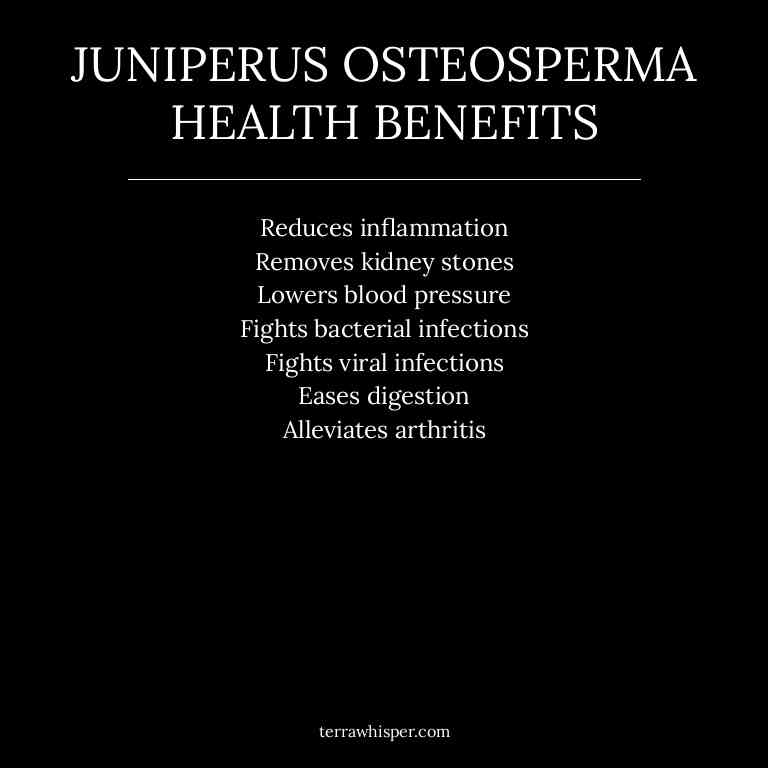 JUNIPERUS OSTEOSPERMA
HEALTH BENEFITS
Reduces inflammation
Removes kidney stones
Lowers blood pressure
Fights bacterial infections
Fights viral infections
Eases digestion
Alleviates arthritis
terrawhisper.com